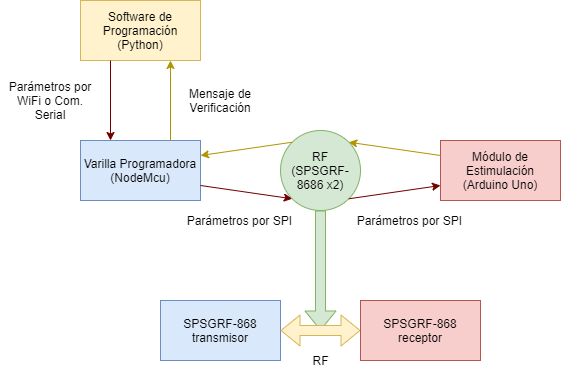 Software de
Programación
(Python)
Parámetros por
WiFi o Com.
Serial
Mensaje de
Verificación
Varilla Programadora
(NodeMcu)
RF
(SPSGRF-
8686 x2)
Módulo de
Estimulación
(Arduino Uno)
Parámetros por SPI
Parámetros por SPI
SPSGRF-868
transmisor
SPSGRF-868
receptor
RF